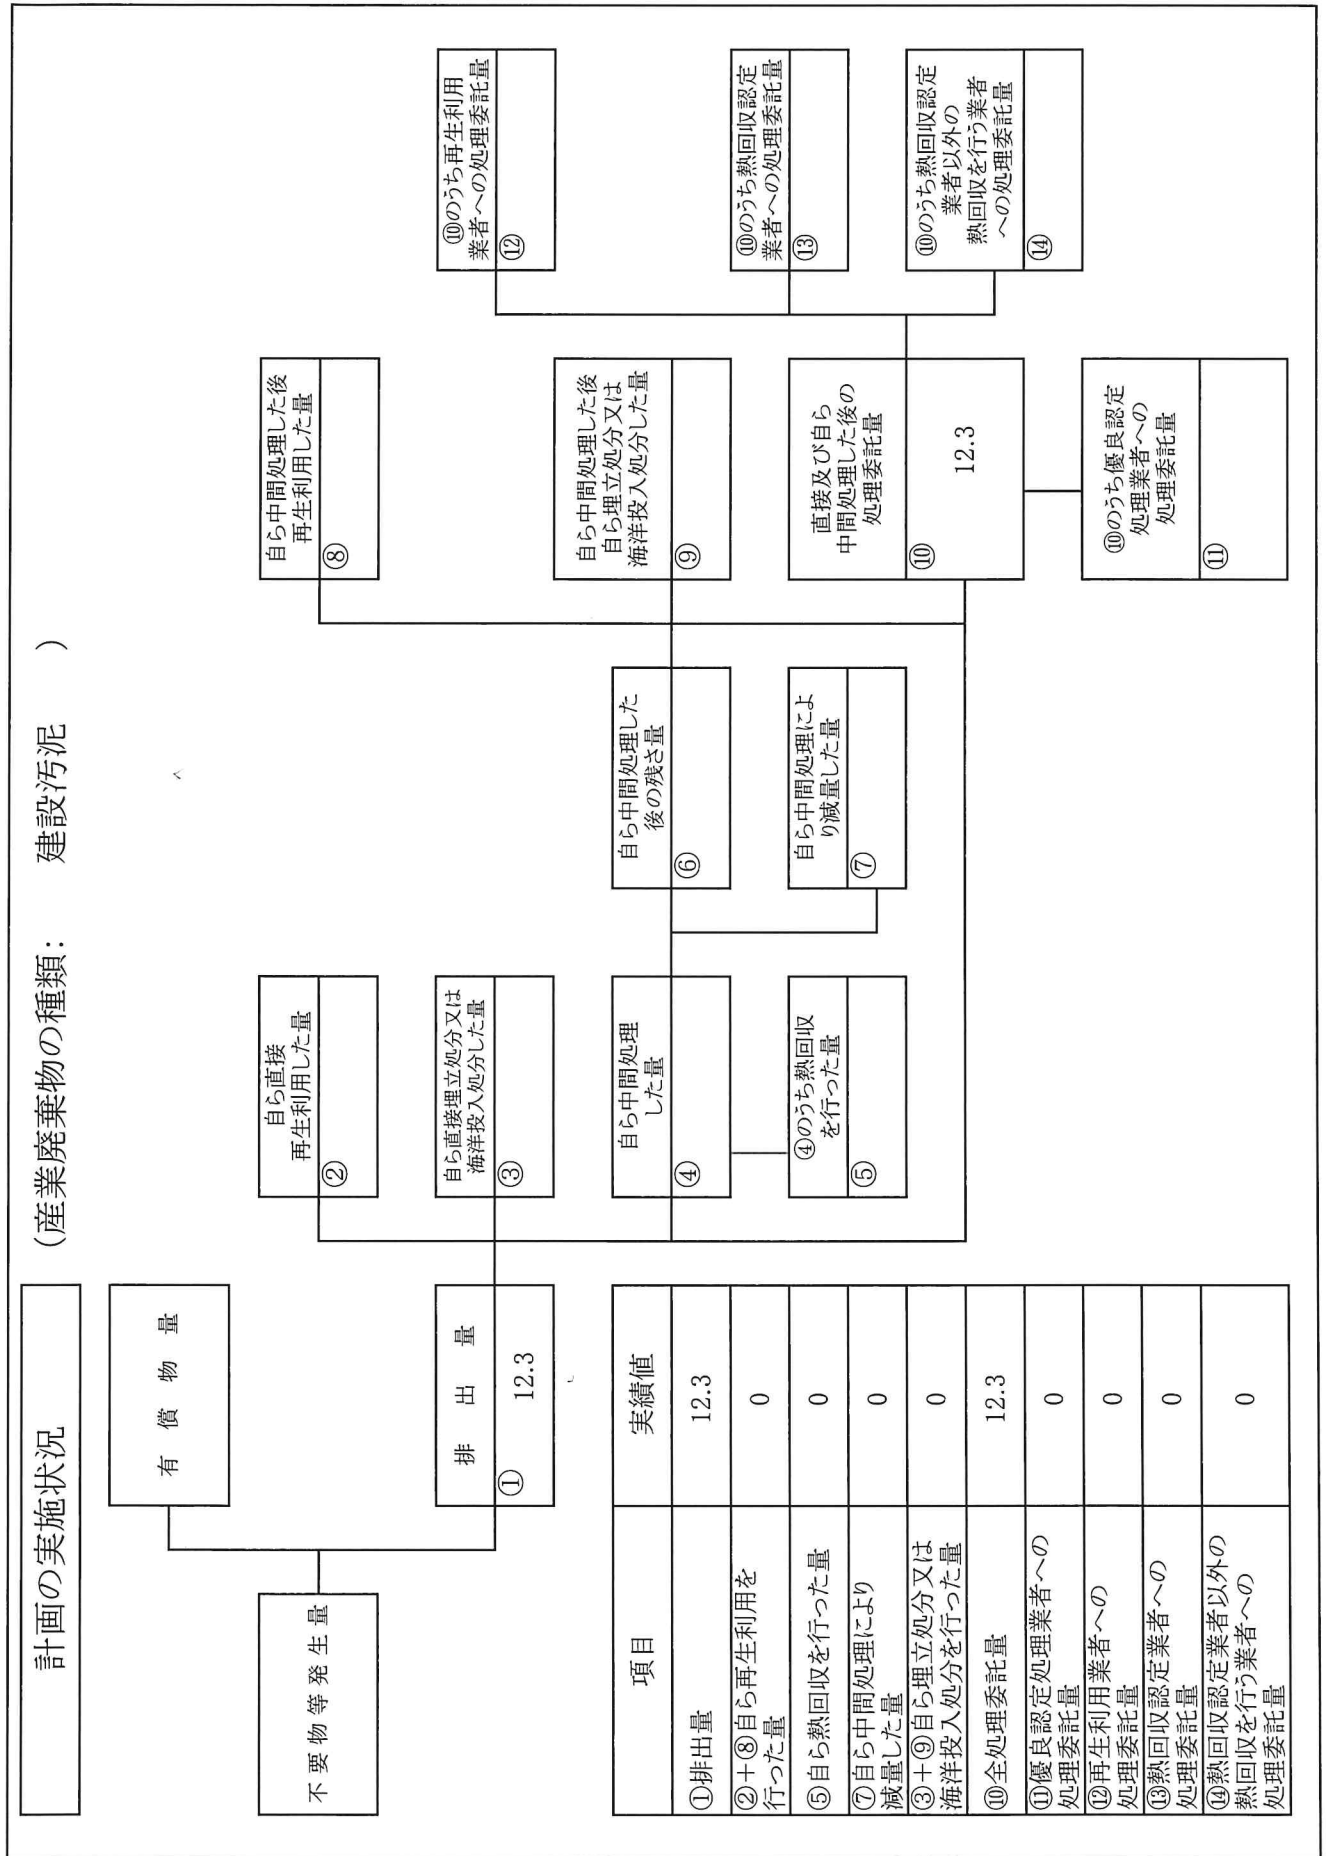 計画の実施状況
(産業廃棄物の種類: 建設汚泥 )
不要物等発生量
有償物量
排出量
①
12.3
自ら直接
再生利用した量
②
自ら直接埋立処分又は
海洋投入処分した量
③
自ら中間処理
した量
④
④のうち熱回収
を行った量
⑤
自ら中間処理した
後の残さ量
⑥
自ら中間処理によ
り減量した量
⑦
自ら中間処理した後
再生利用した量
⑧
自ら中間処理した後
自ら埋立処分又は
海洋投入処分した量
⑨
直接及び自ら
中間処理した後の
処理委託量
⑩
12.3
⑩のうち優良認定
処理業者への
処理委託量
⑪
⑩のうち再生利用
業者への処理委託量
⑫
⑩のうち熱回収認定
業者への処理委託量
⑬
⑩のうち熱回収認定
業者以外の
熱回収を行う業者
への処理委託量
⑭
項目 実績値
①排出量 12.3
②+⑧自ら再生利用を
行った量 0
⑤自ら熱回収を行った量 0
⑦自ら中間処理により
減量した量 0
③+⑨自ら埋立処分又は
海洋投入処分を行った量 0
⑩全処理委託量 12.3
⑪優良認定処理業者への
処理委託量 0
⑫再生利用業者への
処理委託量 0
⑬熱回収認定業者への
処理委託量 0
⑭熱回収認定業者以外の
熱回収を行う業者への
処理委託量 0